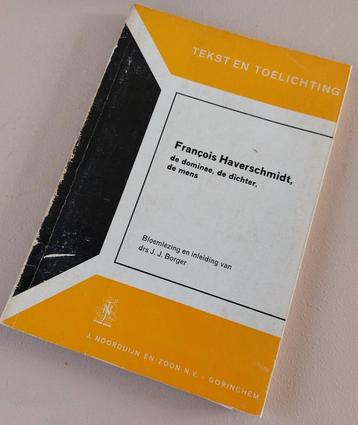 TEKST EN TOELICHTING
François Haverschmidt,
de dominee, de dichter,
de mens
Bloemlezing en inleiding van
drs J. J. Borger
J. NOORDUIJN EN ZOON N.V. - GORINCHEM